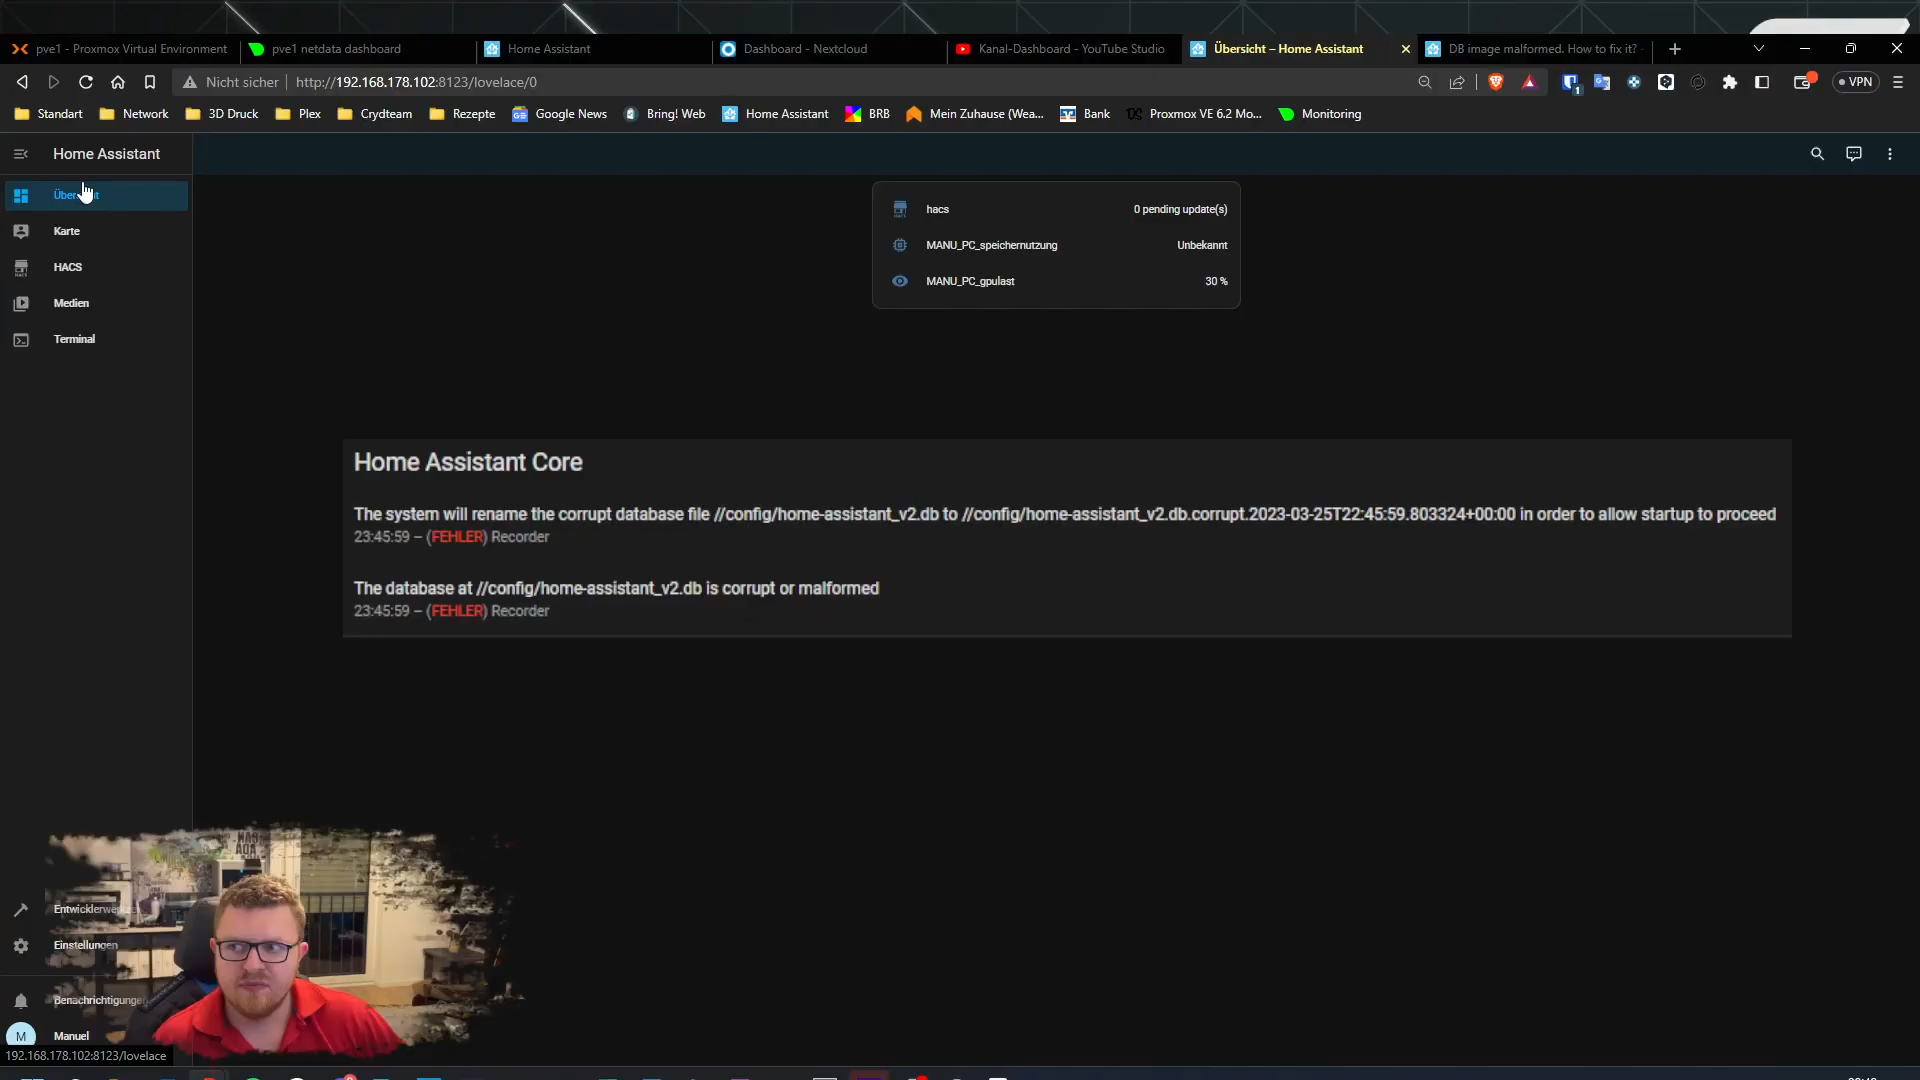 pve1 - Proxmox Virtual Environment
pve1 netdata dashboard
Home Assistant
Dashboard - Nextcloud
Kanal-Dashboard - YouTube Studio
Übersicht – Home Assistant
DB image malformed. How to fix it? -
Nicht sicher
http://192.168.178.102:8123/lovelace/0
1
VPN
Standart
Network
3D Druck
Plex
Crydteam
Rezepte
Google News
Bring! Web
Home Assistant
BRB
Mein Zuhause (Wea...
Bank
Proxmox VE 6.2 Mo...
Monitoring
Home Assistant
Karte
HACS
Medien
Terminal
hacs 0 pending update(s)
MANU_PC_speichernutzung Unbekannt
MANU_PC_gpulast 30 %
Home Assistant Core
The system will rename the corrupt database file //config/home-assistant_v2.db to //config/home-assistant_v2.db.corrupt.2023-03-25T22:45:59.803324+00:00 in order to allow startup to proceed
23:45:59 – (FEHLER) Recorder
The database at //config/home-assistant_v2.db is corrupt or malformed
23:45:59 – (FEHLER) Recorder
Einstellungen
Benachrichtigungen
M
Manuel
192.168.178.102:8123/lovelace